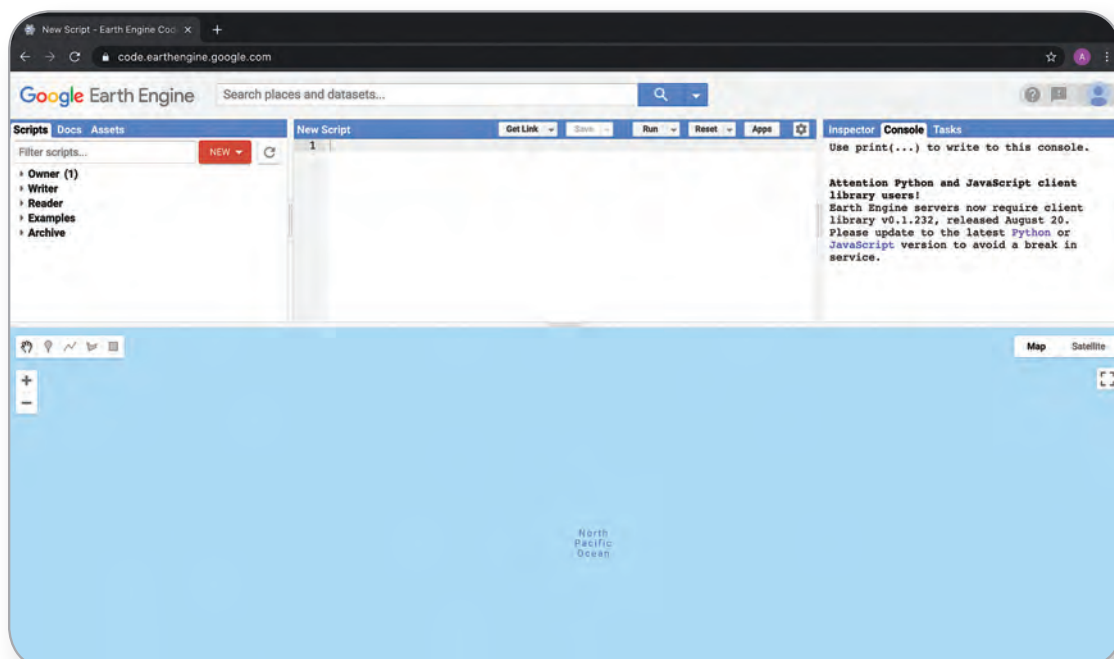 New Script - Earth Engine Cod
code.earthengine.google.com
A
Google Earth Engine
Search places and datasets...
Scripts Docs Assets
Filter scripts...
NEW
Owner (1)
Writer
Reader
Examples
Archive
New Script
Get Link
Save
Run
Reset
Apps
1
Inspector Console Tasks
Use print(...) to write to this console.
Attention Python and JavaScript client
library users!
Earth Engine servers now require client
library v0.1.232, released August 20.
Please update to the latest Python or
JavaScript version to avoid a break in
service.
Map
Satellite
North
Pacific
Ocean